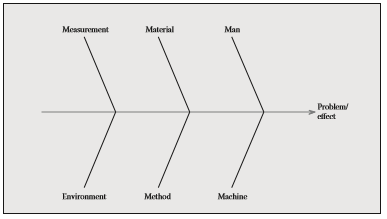 Measurement
Material
Man
Problem/
effect
Environment
Method
Machine